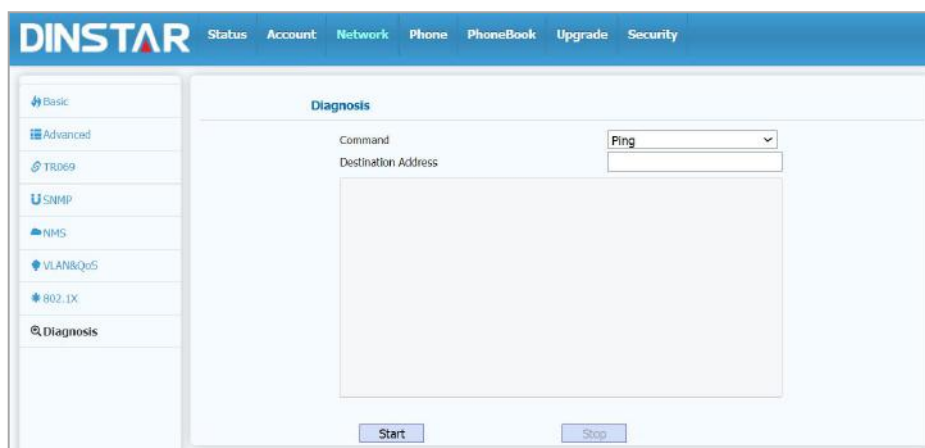 DINSTAR Status Account Network Phone PhoneBook Upgrade Security
Basic
Advanced
TR069
SNMP
NMS
VLAN&QoS
802.1X
Diagnosis
Diagnosis
Command Ping
Destination Address
Start Stop